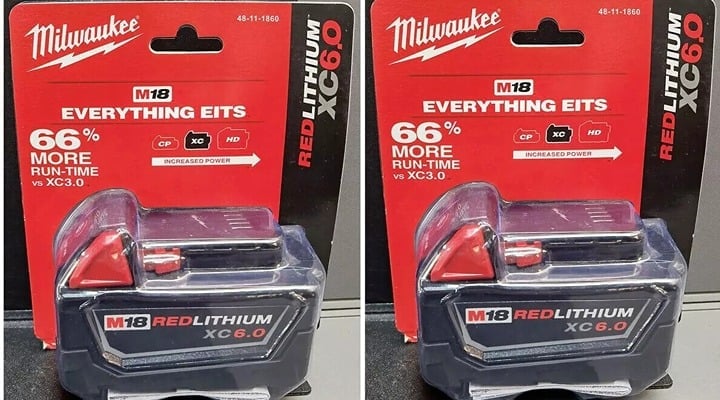 Milwaukee
48-11-1860
REDLITHIUM
XC6.0
M18
EVERYTHING EITS
66%
MORE
RUN-TIME
vs XC3.0
CP XC HD
INCREASED POWER
M18 REDLITHIUM
XC6.0
Milwaukee
48-11-1860
REDLITHIUM
XC6.0
M18
EVERYTHING EITS
66%
MORE
RUN-TIME
vs XC3.0
CP XC HD
INCREASED POWER
M18 REDLITHIUM
XC6.0